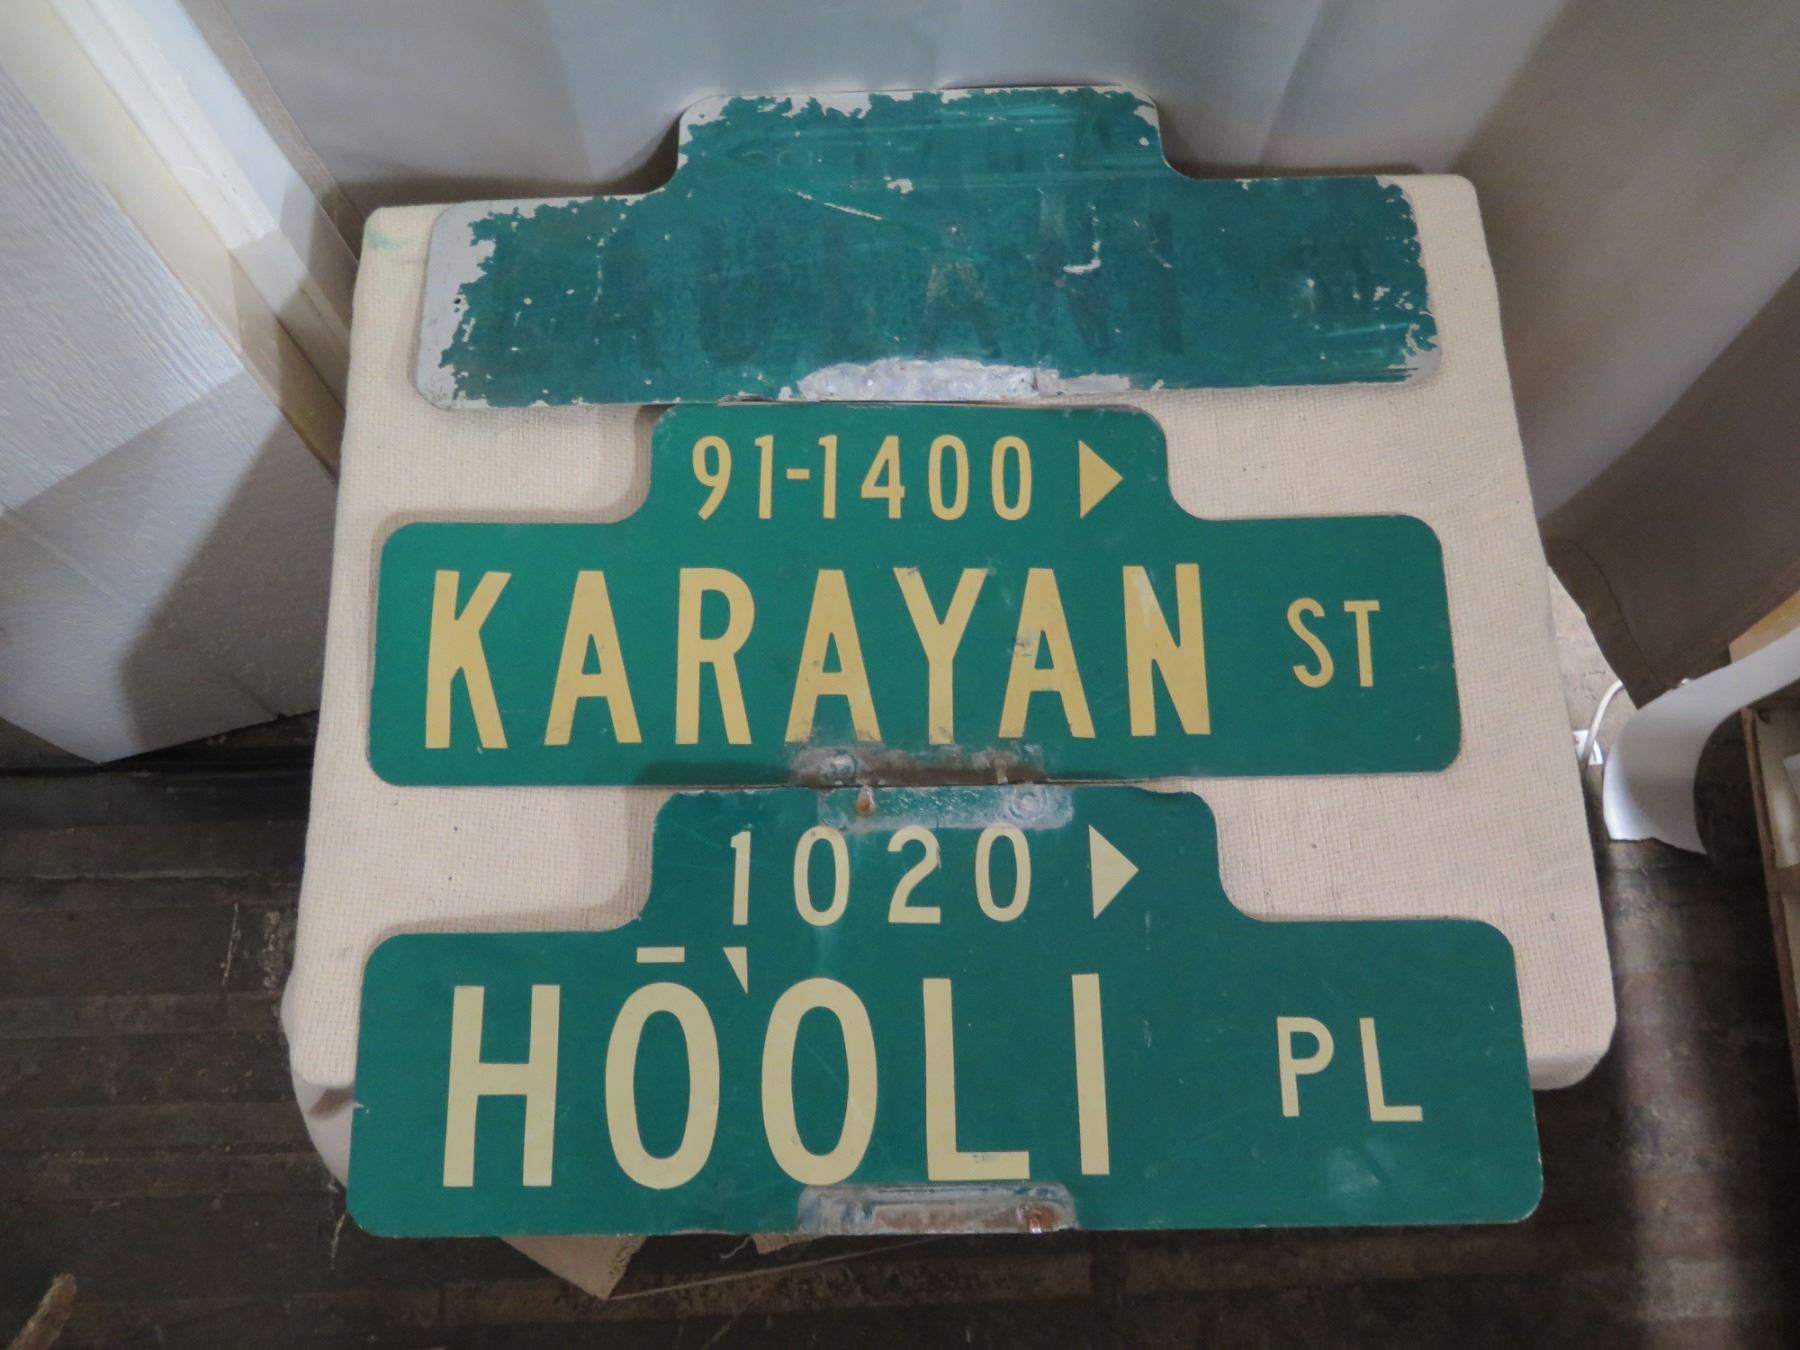 91-1400 ▶
KARAYAN ST
1020 ▶
HŌ'OLI PL